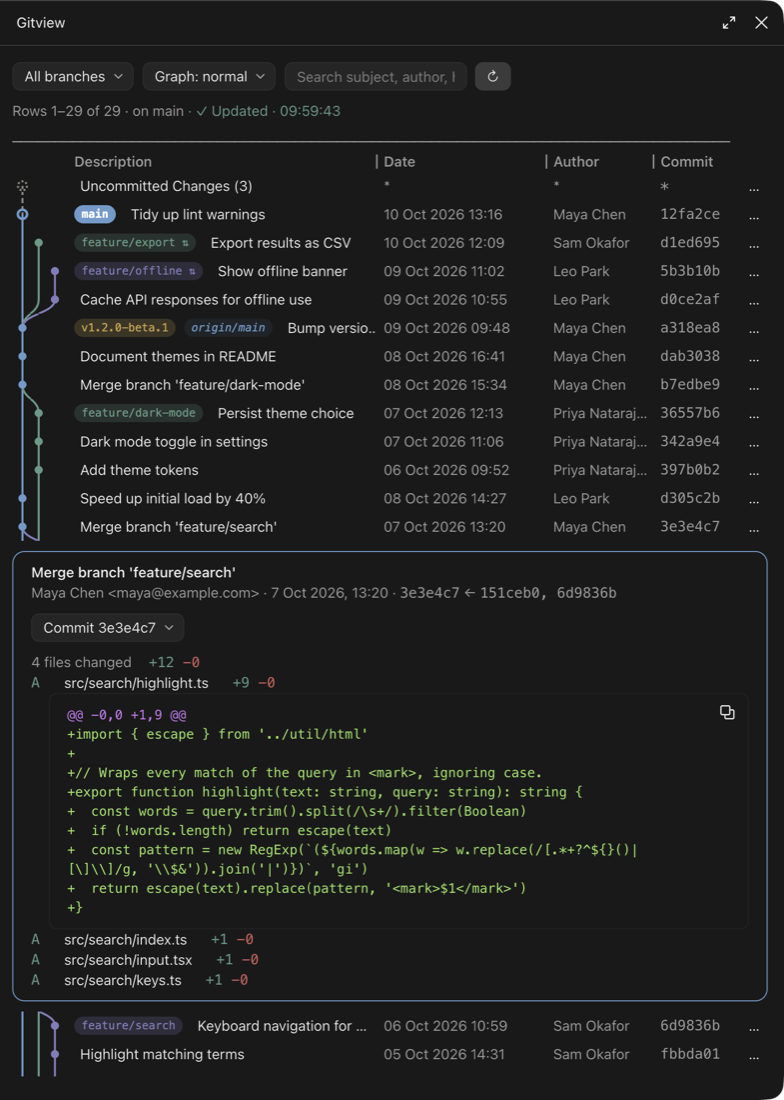 Gitview
All branches Graph: normal Search subject, author, h
Rows 1–29 of 29 · on main · ✓ Updated · 09:59:43
Description | Date | Author | Commit
Uncommitted Changes (3) * * * ...
main Tidy up lint warnings 10 Oct 2026 13:16 Maya Chen 12fa2ce ...
feature/export ⇅ Export results as CSV 10 Oct 2026 12:09 Sam Okafor d1ed695 ...
feature/offline ⇅ Show offline banner 09 Oct 2026 11:02 Leo Park 5b3b10b ...
Cache API responses for offline use 09 Oct 2026 10:55 Leo Park d0ce2af ...
v1.2.0-beta.1 origin/main Bump versio... 09 Oct 2026 09:48 Maya Chen a318ea8 ...
Document themes in README 08 Oct 2026 16:41 Maya Chen dab3038 ...
Merge branch 'feature/dark-mode' 08 Oct 2026 15:34 Maya Chen b7edbe9 ...
feature/dark-mode Persist theme choice 07 Oct 2026 12:13 Priya Nataraj... 36557b6 ...
Dark mode toggle in settings 07 Oct 2026 11:06 Priya Nataraj... 342a9e4 ...
Add theme tokens 06 Oct 2026 09:52 Priya Nataraj... 397b0b2 ...
Speed up initial load by 40% 08 Oct 2026 14:27 Leo Park d305c2b ...
Merge branch 'feature/search' 07 Oct 2026 13:20 Maya Chen 3e3e4c7 ...
Merge branch 'feature/search'
Maya Chen <maya@example.com> · 7 Oct 2026, 13:20 · 3e3e4c7 ← 151ceb0, 6d9836b
Commit 3e3e4c7
4 files changed +12 −0
A src/search/highlight.ts +9 −0
@@ -0,0 +1,9 @@
+import { escape } from '../util/html'
+
+// Wraps every match of the query in <mark>, ignoring case.
+export function highlight(text: string, query: string): string {
+  const words = query.trim().split(/\s+/).filter(Boolean)
+  if (!words.length) return escape(text)
+  const pattern = new RegExp(`(${words.map(w => w.replace(/[.*+?^${}()|
[\]\\]/g, '\\$&')).join('|')})`, 'gi')
+  return escape(text).replace(pattern, '<mark>$1</mark>')
+}
A src/search/index.ts +1 −0
A src/search/input.tsx +1 −0
A src/search/keys.ts +1 −0
feature/search Keyboard navigation for ... 06 Oct 2026 10:59 Sam Okafor 6d9836b ...
Highlight matching terms 05 Oct 2026 14:31 Sam Okafor fbbda01 ...